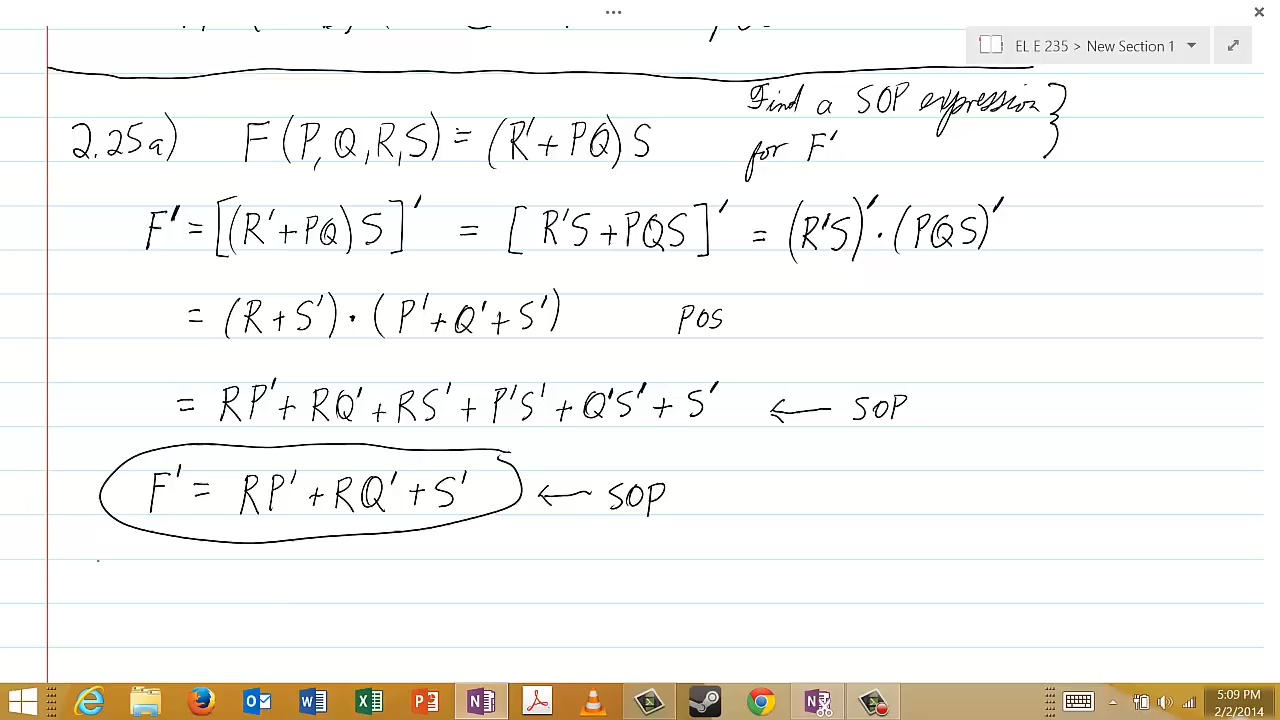 EL E 235 > New Section 1
Find a SOP expression
2.25a) F(P,Q,R,S) = (R'+PQ)S for F'
F' = [(R'+PQ)S]' = [R'S+PQS]' = (R'S)'·(PQS)'
= (R+S')·(P'+Q'+S') POS
= RP'+RQ'+RS'+P'S'+Q'S'+S' ← SOP
F' = RP'+RQ'+S' ← SOP
5:09 PM
2/2/2014